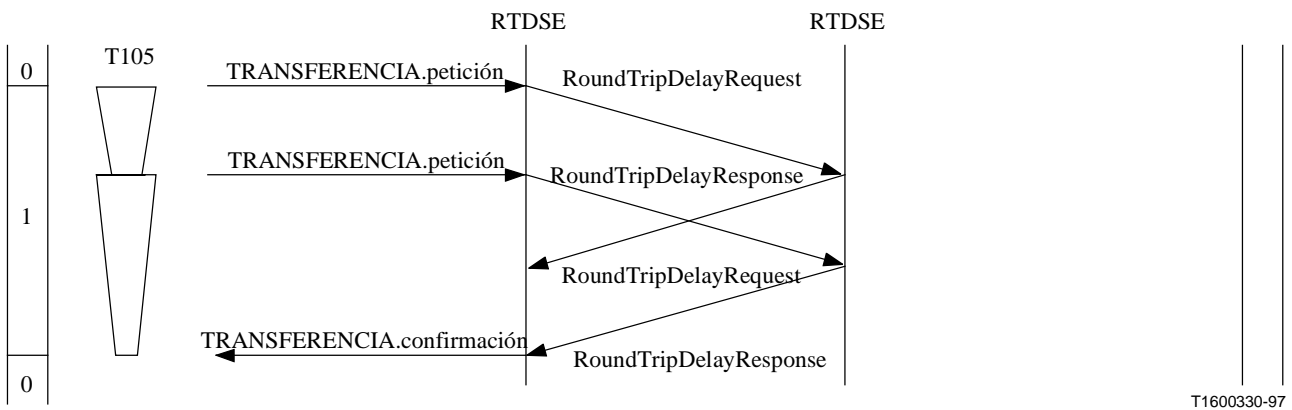 RTDSE
RTDSE
T105
0
TRANSFERENCIA.petición
RoundTripDelayRequest
TRANSFERENCIA.petición
RoundTripDelayResponse
1
RoundTripDelayRequest
TRANSFERENCIA.confirmación
RoundTripDelayResponse
0
T1600330-97